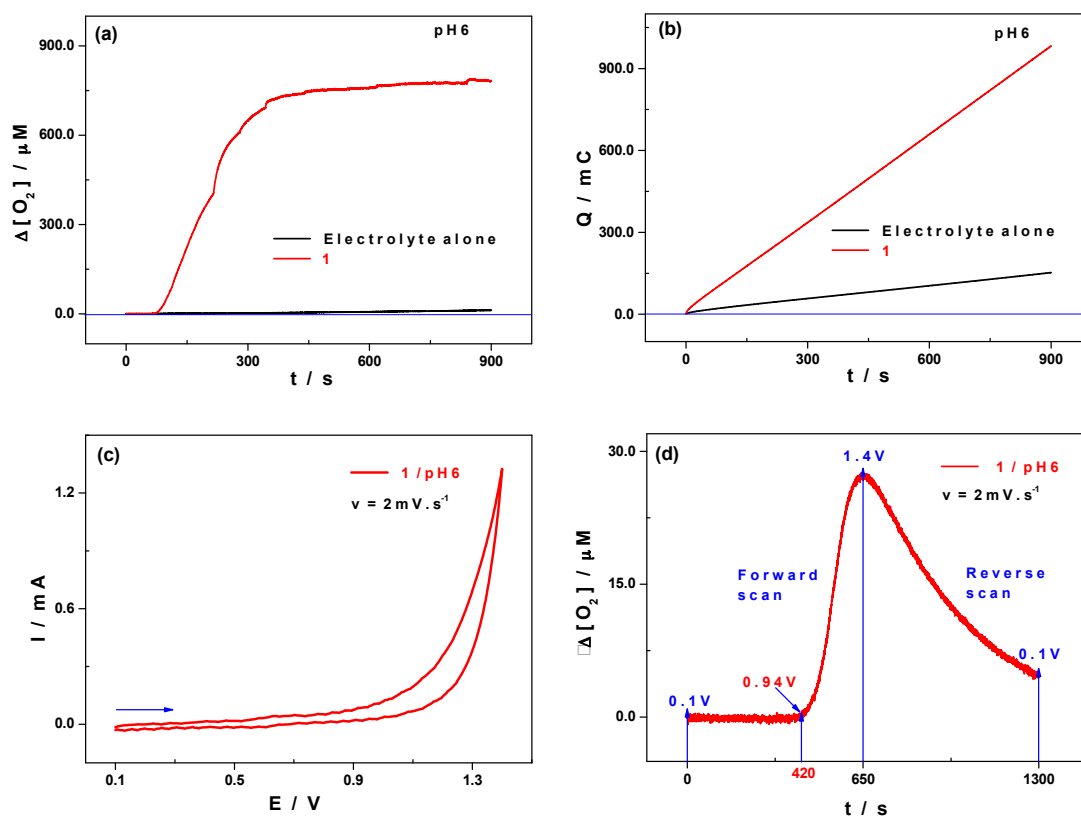 (a)
pH6
900.0
600.0
300.0
0.0
Δ[O2] / μM
Electrolyte alone
1
0
300
600
900
t / s
(b)
pH6
900.0
600.0
300.0
0.0
Q / mC
Electrolyte alone
1
0
300
600
900
t / s
(c)
1 / pH6
v = 2mV.s-1
1.2
0.6
0.0
I / mA
0.1
0.5
0.9
1.3
E / V
(d)
30.0
15.0
0.0
□Δ[O2] / μM
1.4V
1 / pH6
v = 2mV.s-1
Forward
scan
Reverse
scan
0.1V
0.94V
0.1V
0
420
650
1300
t / s